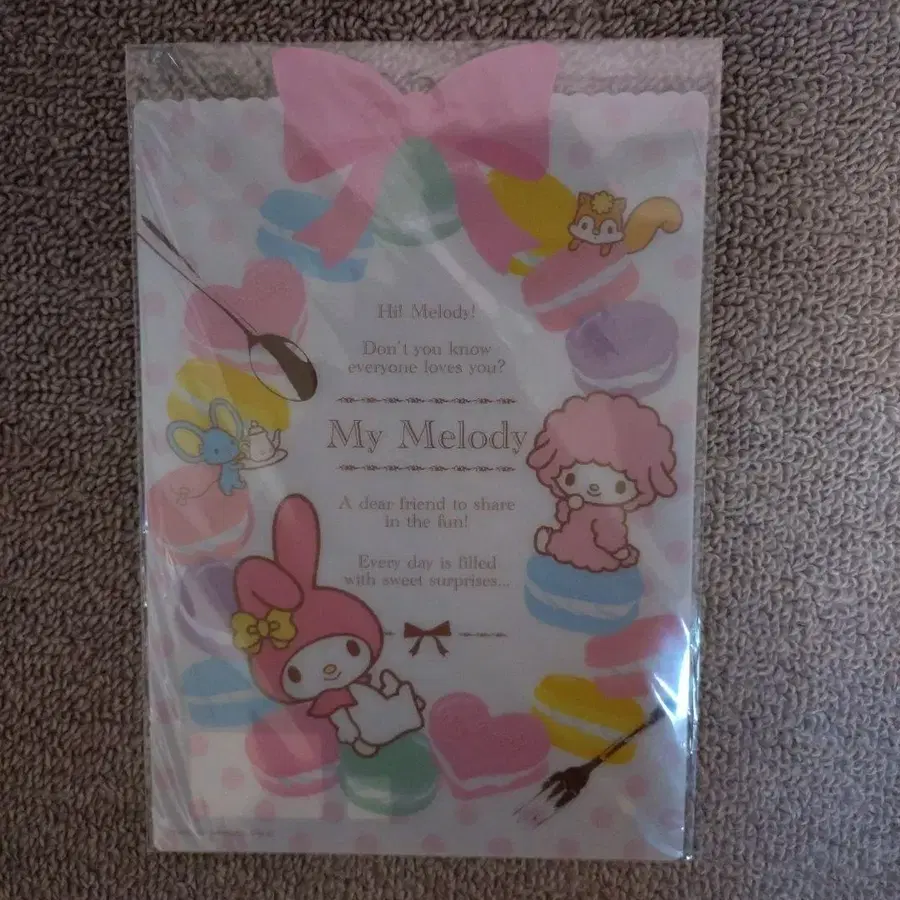 Hi! Melody!
Don't you know
everyone loves you?
My Melody
A dear friend to share
in the fun!
Every day is filled
with sweet surprises...